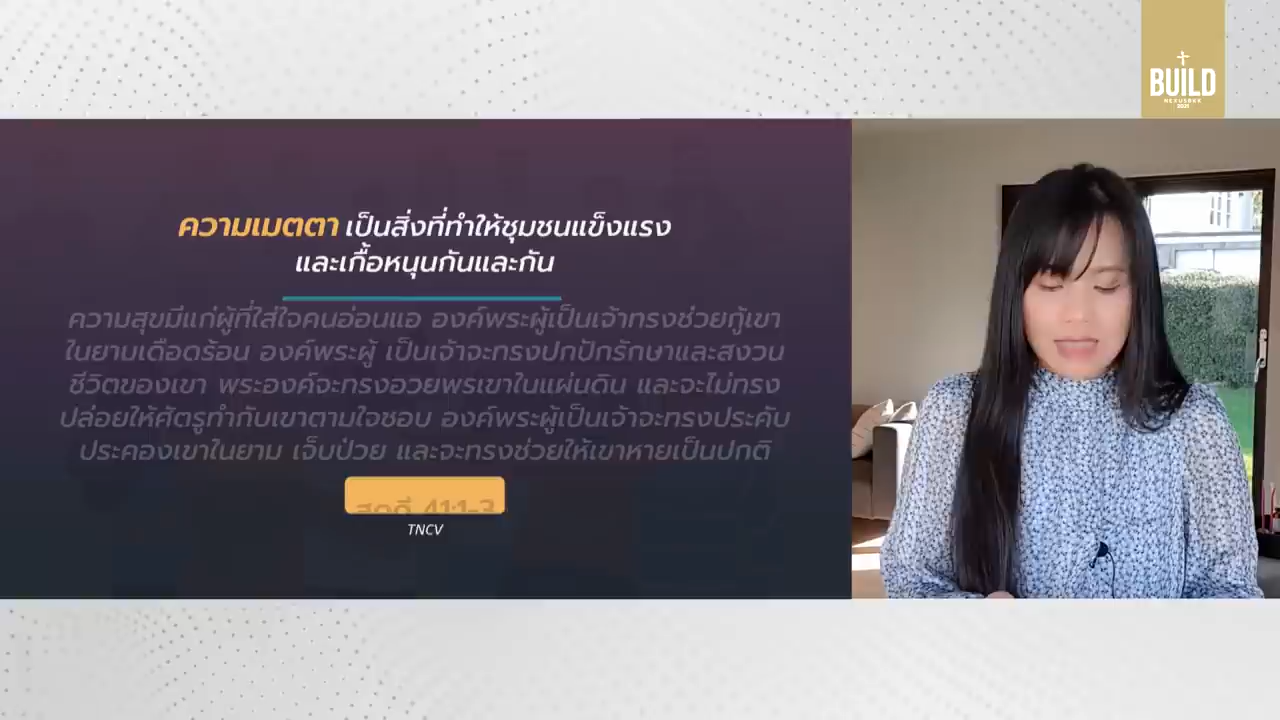 BUILD
NEXUSBKK
2021
ความเมตตา เป็นสิ่งที่ทำให้ชุมชนแข็งแรง
และเกื้อหนุนกันและกัน
ความสุขมีแก่ผู้ที่ใส่ใจคนอ่อนแอ องค์พระผู้เป็นเจ้าทรงช่วยกู้เขา
ในยามเดือดร้อน องค์พระผู้ เป็นเจ้าจะทรงปกปักรักษาและสงวน
ชีวิตของเขา พระองค์จะทรงอวยพรเขาในแผ่นดิน และจะไม่ทรง
ปล่อยให้ศัตรูทำกับเขาตามใจชอบ องค์พระผู้เป็นเจ้าจะทรงประคับ
ประคองเขาในยาม เจ็บป่วย และจะทรงช่วยให้เขาหายเป็นปกติ
สดุดี 41:1-3
TNCV